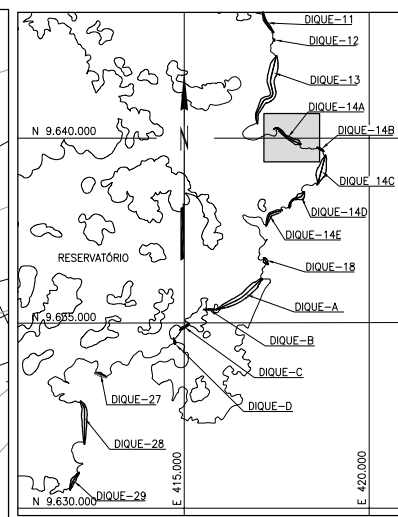 DIQUE-11
DIQUE-12
DIQUE-13
DIQUE-14A
N 9.640.000
DIQUE-14B
N
DIQUE 14C
DIQUE-14D
DIQUE-14E
RESERVATÓRIO
DIQUE-18
DIQUE-A
N 9.635.000
DIQUE-B
DIQUE-C
DIQUE-27
DIQUE-D
DIQUE-28
E 415.000
E 420.000
DIQUE-29
N 9.630.000